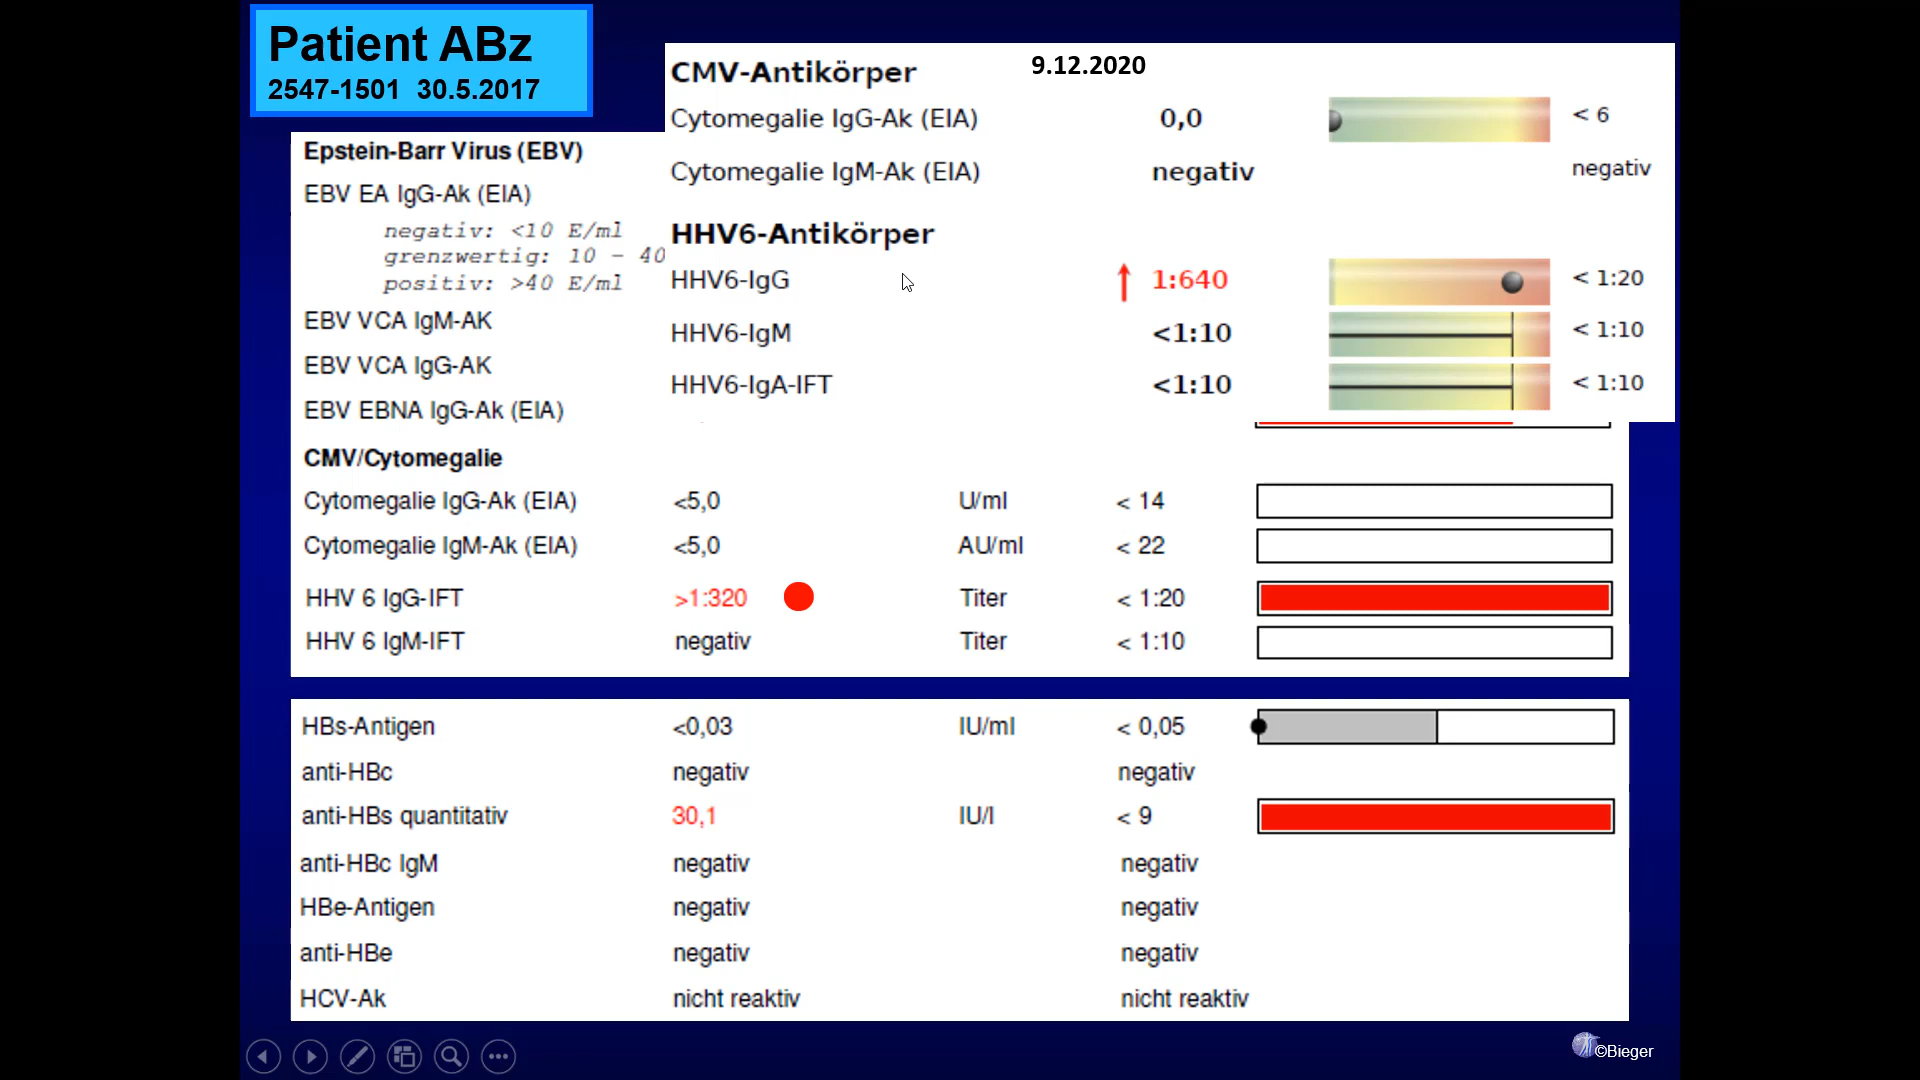 Patient ABz
2547-1501 30.5.2017
CMV-Antikörper 9.12.2020
Cytomegalie IgG-Ak (EIA) 0,0 < 6
Cytomegalie IgM-Ak (EIA) negativ negativ
HHV6-Antikörper
HHV6-IgG 1:640 < 1:20
HHV6-IgM <1:10 < 1:10
HHV6-IgA-IFT <1:10 < 1:10
Epstein-Barr Virus (EBV)
EBV EA IgG-Ak (EIA)
negativ: <10 E/ml
grenzwertig: 10 – 40
positiv: >40 E/ml
EBV VCA IgM-AK
EBV VCA IgG-AK
EBV EBNA IgG-Ak (EIA)
CMV/Cytomegalie
Cytomegalie IgG-Ak (EIA) <5,0 U/ml < 14
Cytomegalie IgM-Ak (EIA) <5,0 AU/ml < 22
HHV 6 IgG-IFT >1:320 Titer < 1:20
HHV 6 IgM-IFT negativ Titer < 1:10
HBs-Antigen <0,03 IU/ml < 0,05
anti-HBc negativ negativ
anti-HBs quantitativ 30,1 IU/l < 9
anti-HBc IgM negativ negativ
HBe-Antigen negativ negativ
anti-HBe negativ negativ
HCV-Ak nicht reaktiv nicht reaktiv
©Bieger